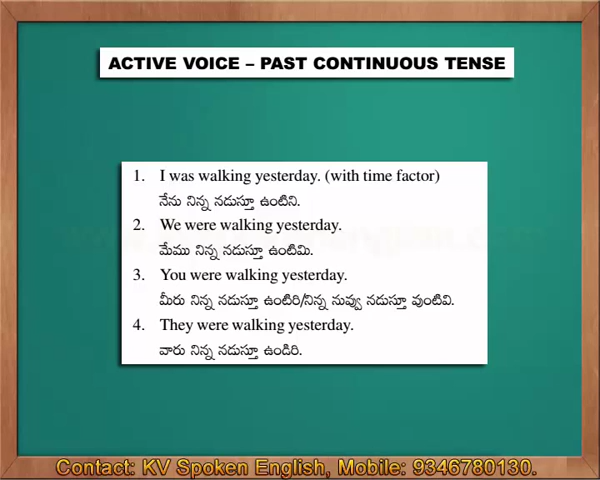 ACTIVE VOICE – PAST CONTINUOUS TENSE
1. I was walking yesterday. (with time factor)
నేను నిన్న నడుస్తూ ఉంటిని.
2. We were walking yesterday.
మేము నిన్న నడుస్తూ ఉంటిమి.
3. You were walking yesterday.
మీరు నిన్న నడుస్తూ ఉంటిరి/నిన్న నువ్వు నడుస్తూ వుంటివి.
4. They were walking yesterday.
వారు నిన్న నడుస్తూ ఉండిరి.
Contact: KV Spoken English, Mobile: 9346780130.